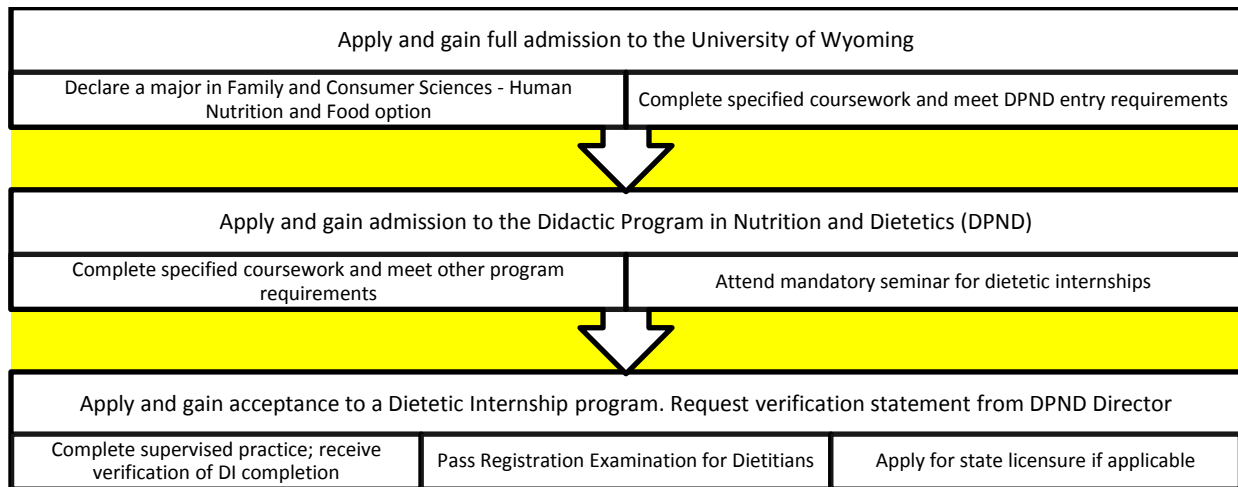 Apply and gain full admission to the University of Wyoming
Declare a major in Family and Consumer Sciences - Human
Nutrition and Food option
Complete specified coursework and meet DPND entry requirements
Apply and gain admission to the Didactic Program in Nutrition and Dietetics (DPND)
Complete specified coursework and meet other program
requirements
Attend mandatory seminar for dietetic internships
Apply and gain acceptance to a Dietetic Internship program. Request verification statement from DPND Director
Complete supervised practice; receive
verification of DI completion
Pass Registration Examination for Dietitians
Apply for state licensure if applicable